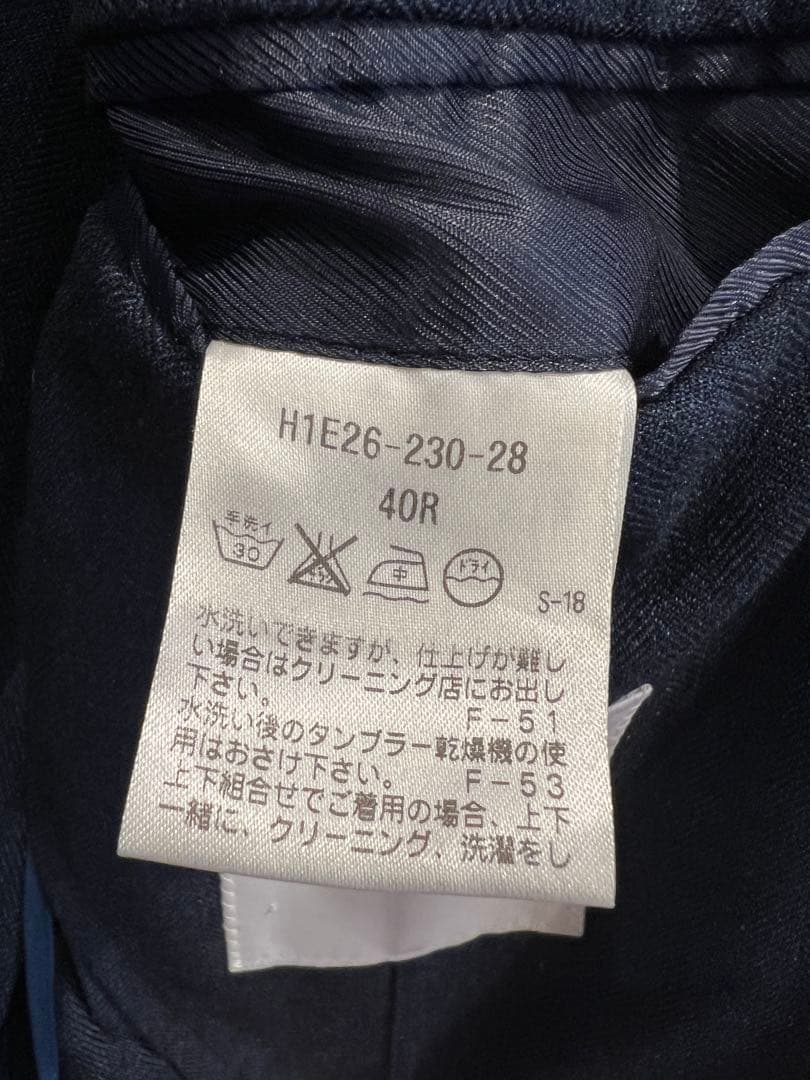 H1E26-230-28
40R
手洗イ
30
中
ドライ
S-18
水洗いできますが、仕上げが難し
い場合はクリーニング店にお出し
下さい。 F-51
水洗い後のタンブラー乾燥機の使
用はおさけ下さい。 F-53
上下組合せでご着用の場合、上下
一緒に、クリーニング、洗濯をし